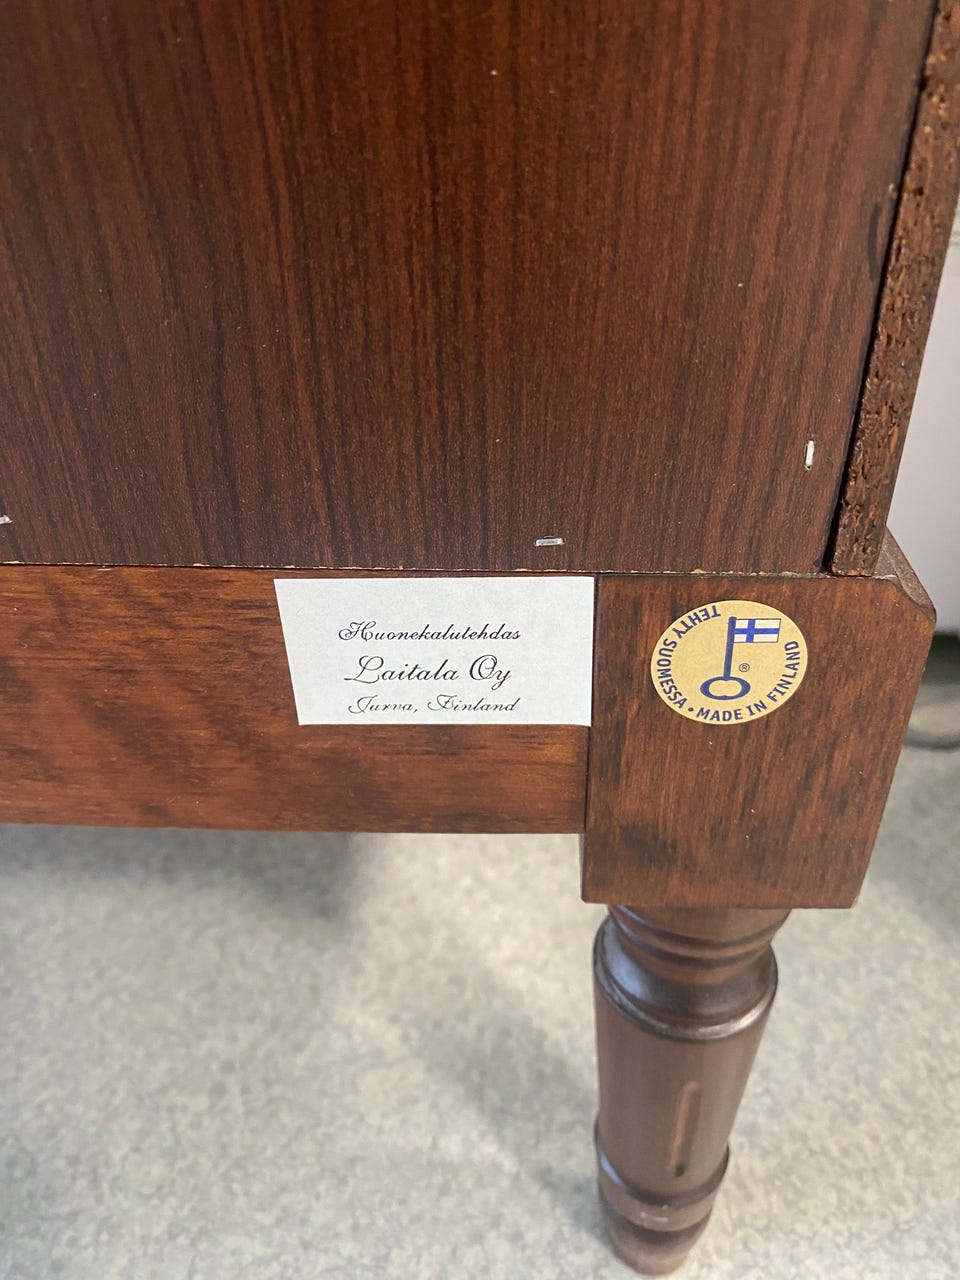 Huonekalutehdas
Laitala Oy
Jurva, Finland
TEHTY SUOMESSA • MADE IN FINLAND
®